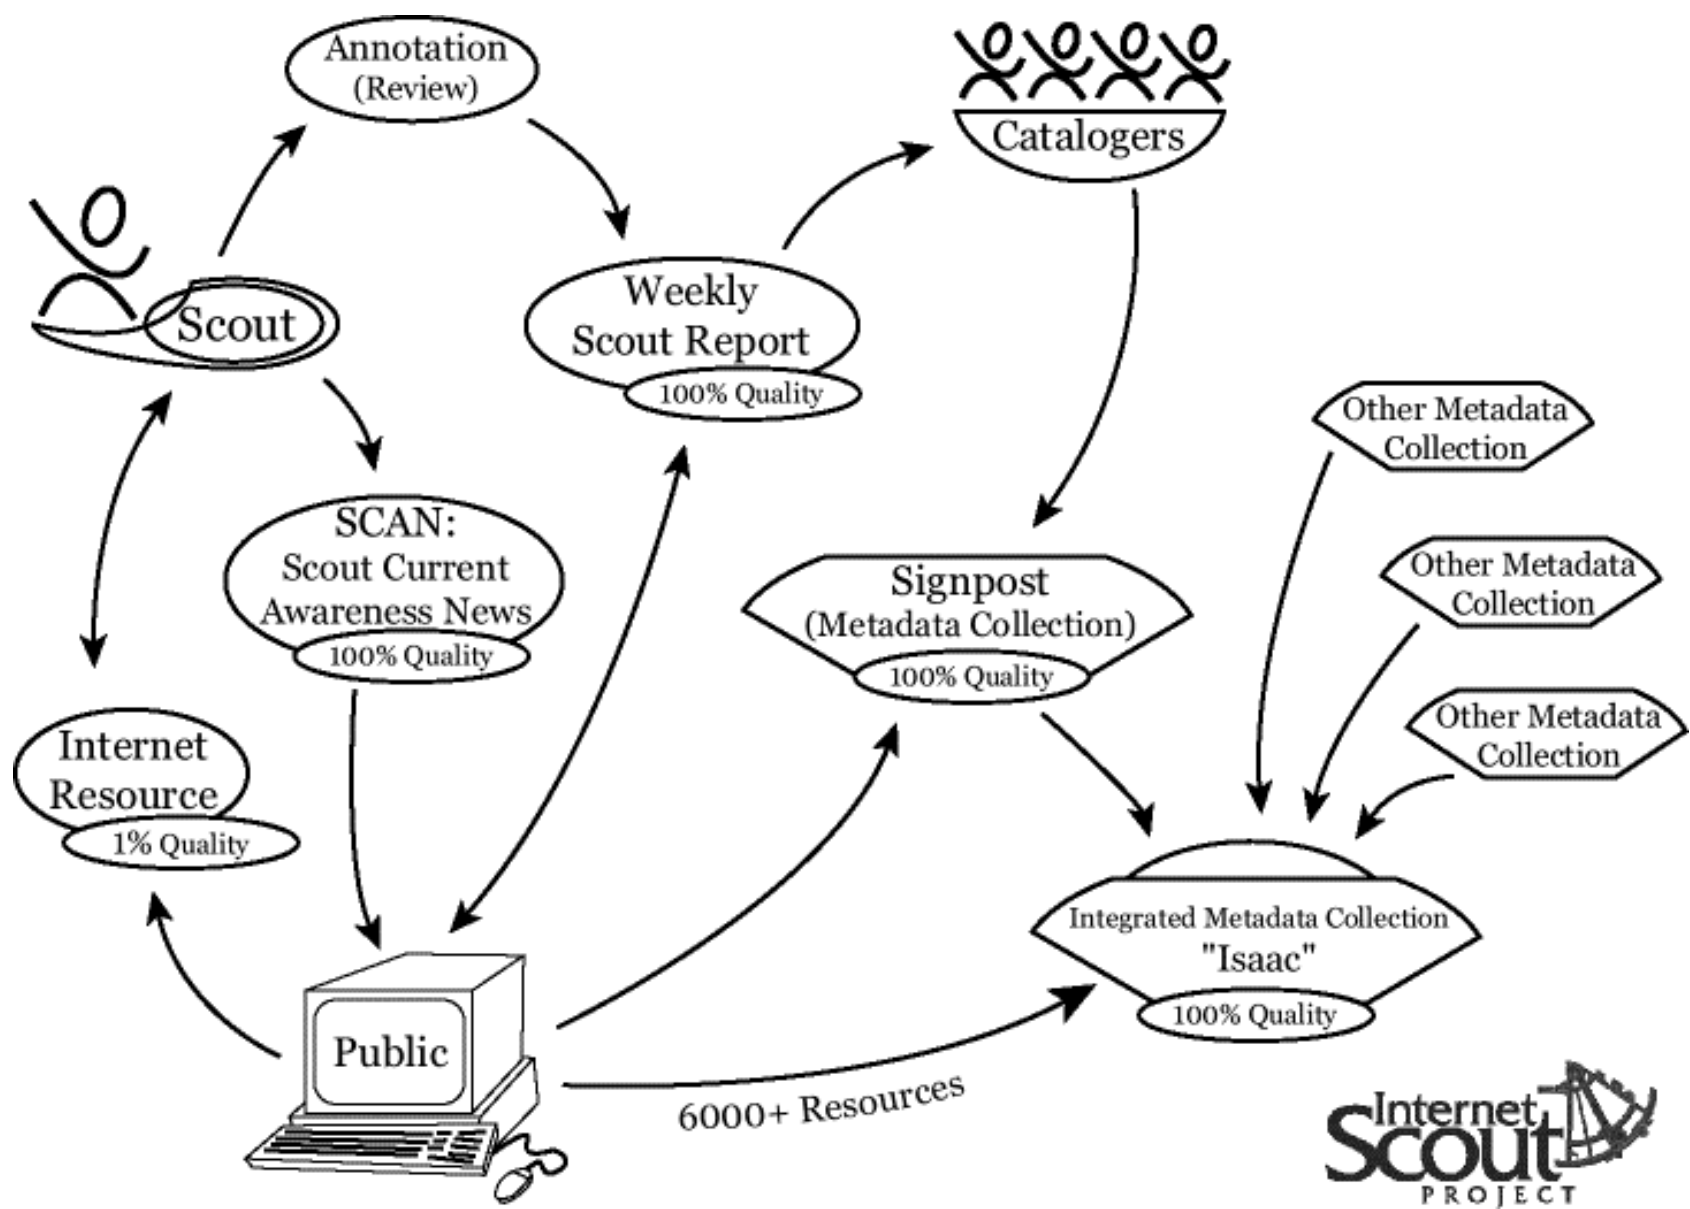 Annotation
(Review)
Catalogers
Scout
Weekly
Scout Report
100% Quality
Other Metadata
Collection
SCAN:
Scout Current
Awareness News
100% Quality
Signpost
(Metadata Collection)
100% Quality
Other Metadata
Collection
Other Metadata
Collection
Internet
Resource
1% Quality
Integrated Metadata Collection
"Isaac"
100% Quality
Public
6000+ Resources
Internet
Scout
PROJECT